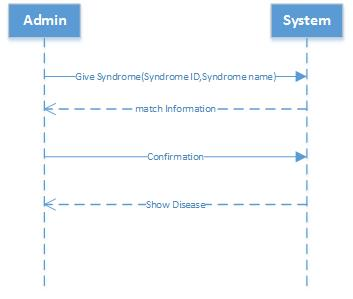 Admin
System
Give Syndrome(Syndrome ID,Syndrome name)
match Information
Confirmation
Show Disease